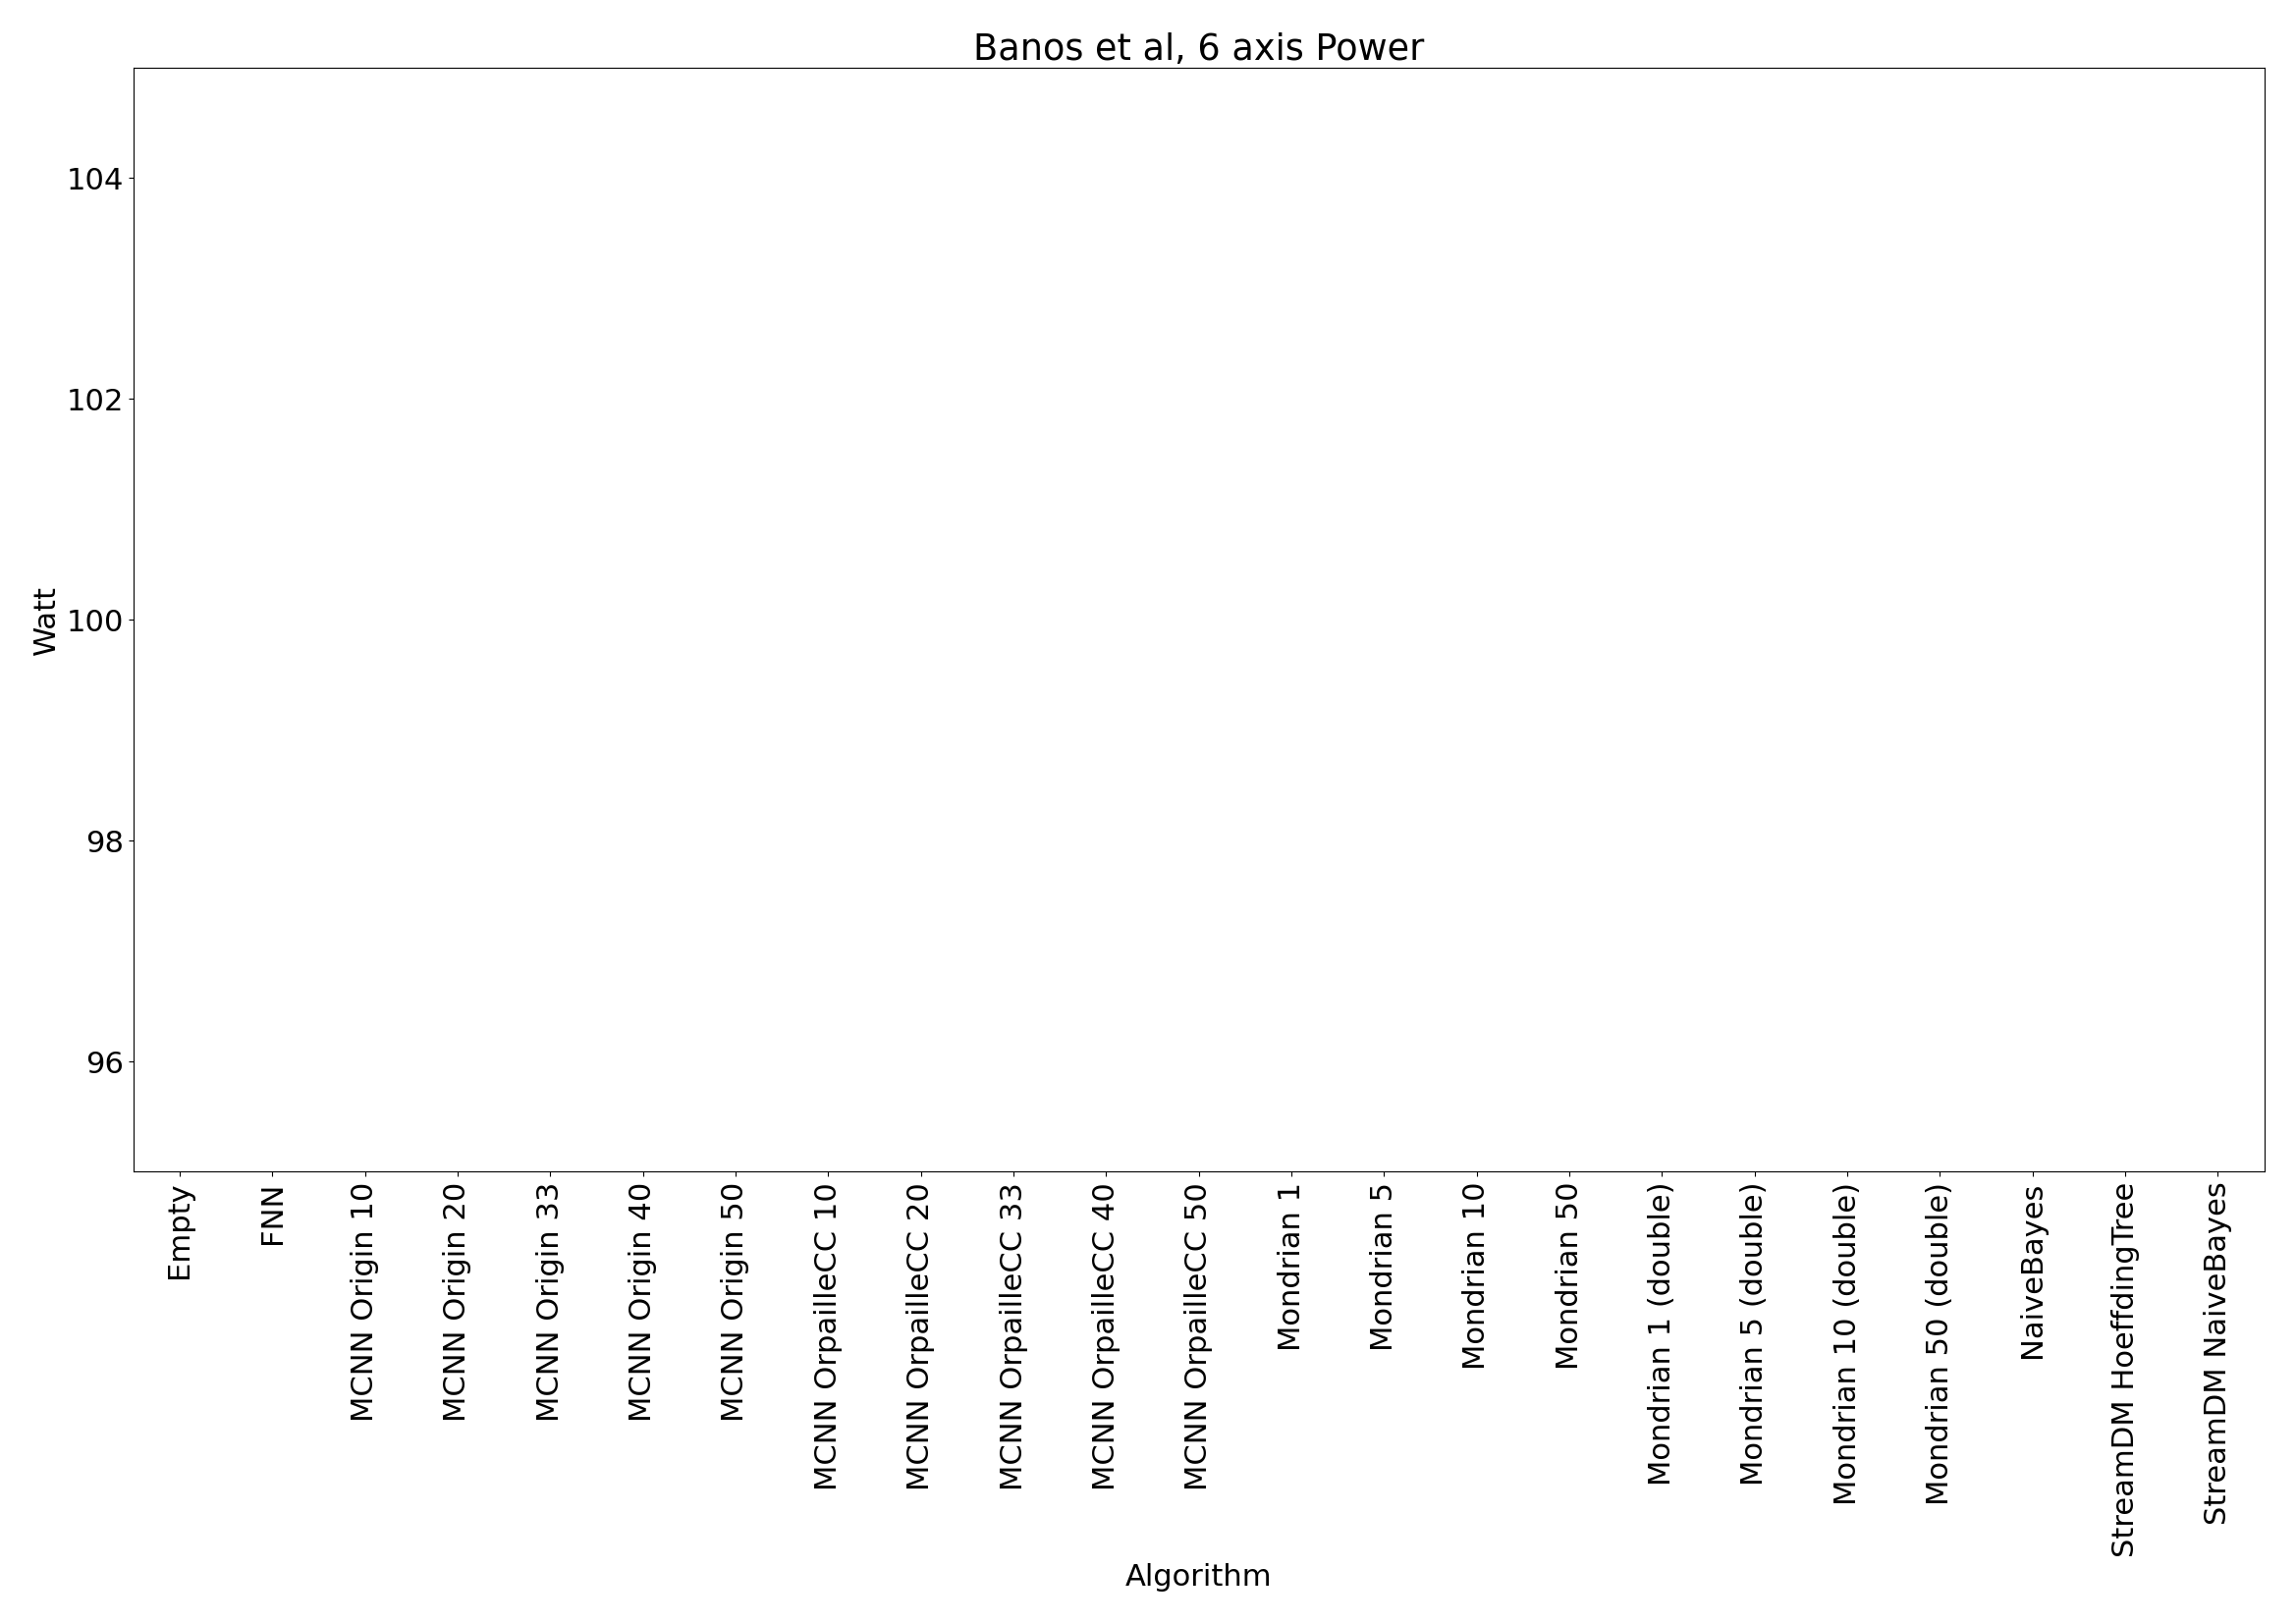 Banos et al, 6 axis Power
104
102
100
98
96
Watt
Empty
FNN
MCNN Origin 10
MCNN Origin 20
MCNN Origin 33
MCNN Origin 40
MCNN Origin 50
MCNN OrpailleCC 10
MCNN OrpailleCC 20
MCNN OrpailleCC 33
MCNN OrpailleCC 40
MCNN OrpailleCC 50
Mondrian 1
Mondrian 5
Mondrian 10
Mondrian 50
Mondrian 1 (double)
Mondrian 5 (double)
Mondrian 10 (double)
Mondrian 50 (double)
NaiveBayes
StreamDM HoeffdingTree
StreamDM NaiveBayes
Algorithm